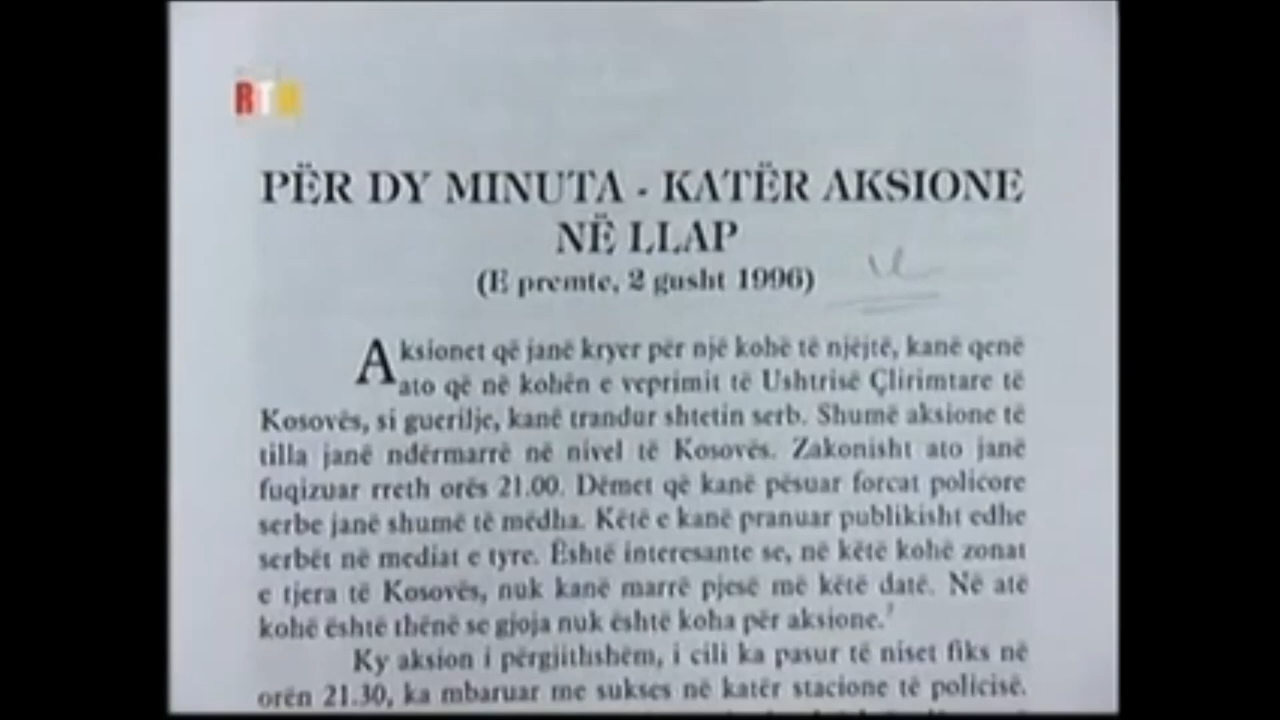 RTK
PËR DY MINUTA - KATËR AKSIONE
NË LLAP
(E premte, 2 gusht 1996)
Aksionet që janë kryer për një kohë të njëjtë, kanë qenë
ato që në kohën e veprimit të Ushtrisë Çlirimtare të
Kosovës, si guerilje, kanë trandur shtetin serb. Shumë aksione të
tilla janë ndërmarrë në nivel të Kosovës. Zakonisht ato janë
fuqizuar rreth orës 21.00. Dëmet që kanë pësuar forcat policore
serbe janë shumë të mëdha. Këtë e kanë pranuar publikisht edhe
serbët në mediat e tyre. Është interesante se, në këtë kohë zonat
e tjera të Kosovës, nuk kanë marrë pjesë më këtë datë. Në atë
kohë është thënë se gjoja nuk është koha për aksione.
Ky aksion i përgjithshëm, i cili ka pasur të niset fiks në
orën 21.30, ka mbaruar me sukses në katër stacione të policisë.